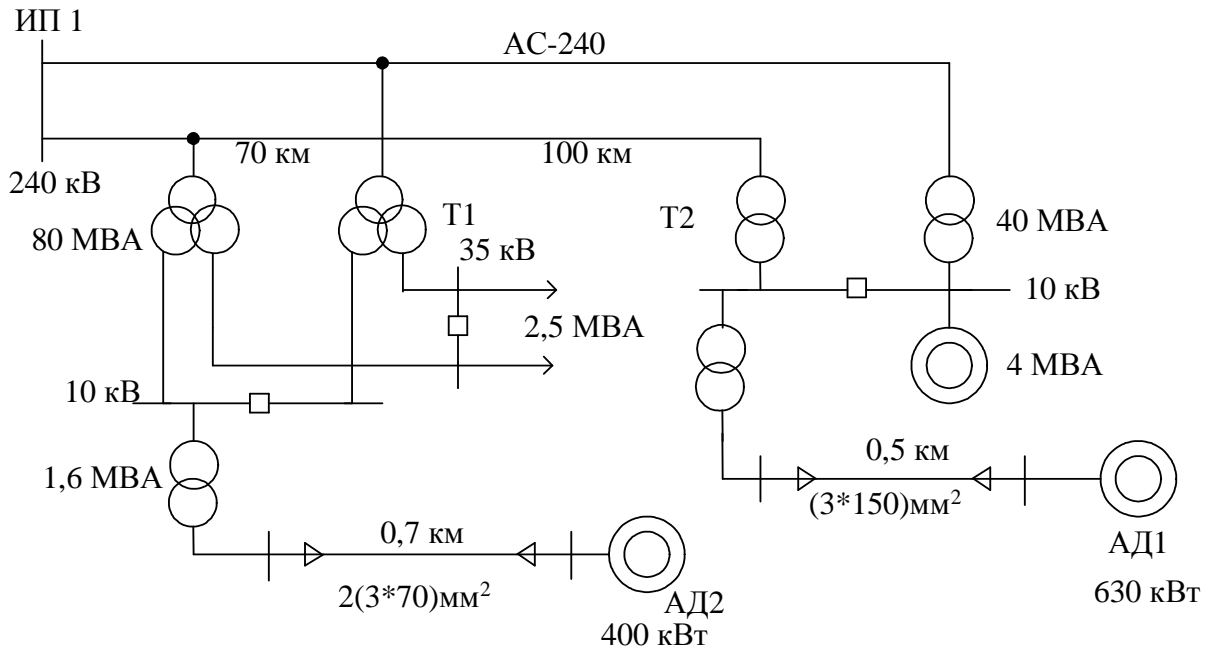 ИП 1
АС-240
70 км
100 км
240 кВ
80 МВА
Т1
Т2
40 МВА
35 кВ
10 кВ
2,5 МВА
4 МВА
10 кВ
1,6 МВА
0,5 км
(3*150)мм²
0,7 км
АД1
2(3*70)мм²
АД2
630 кВт
400 кВт